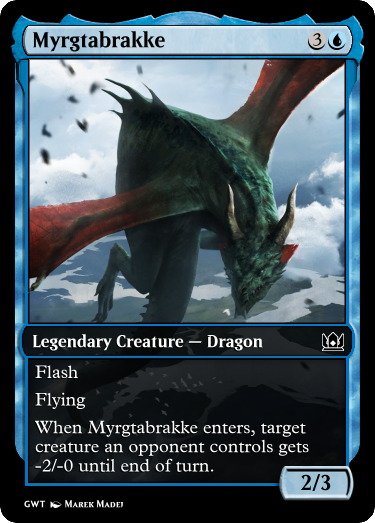 Myrgtabrakke 3
Legendary Creature — Dragon
Flash
Flying
When Myrgtabrakke enters, target
creature an opponent controls gets
-2/-0 until end of turn.
2/3
GWT Marek Madej